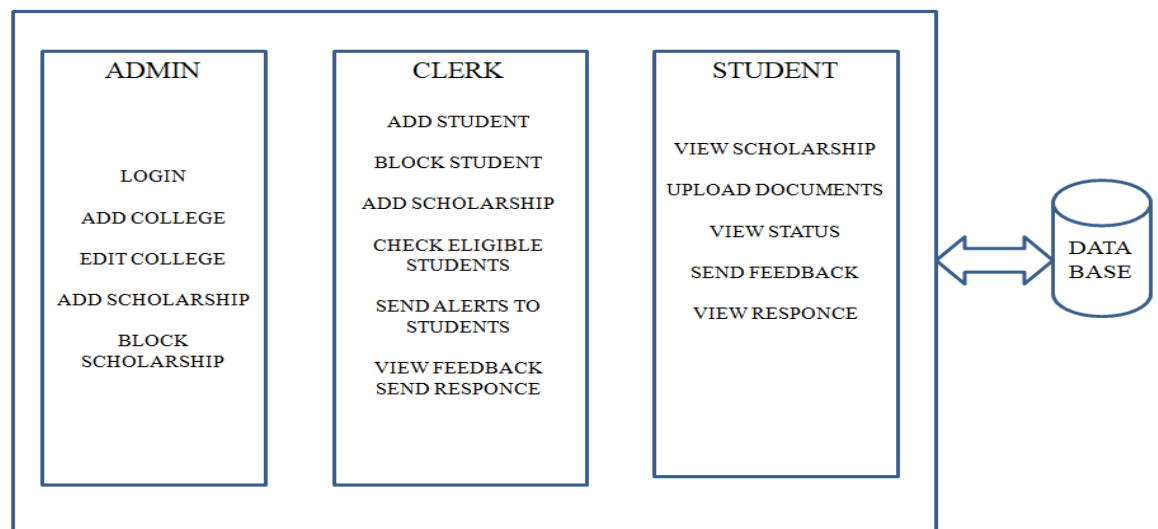 ADMIN
LOGIN
ADD COLLEGE
EDIT COLLEGE
ADD SCHOLARSHIP
BLOCK
SCHOLARSHIP
CLERK
ADD STUDENT
BLOCK STUDENT
ADD SCHOLARSHIP
CHECK ELIGIBLE
STUDENTS
SEND ALERTS TO
STUDENTS
VIEW FEEDBACK
SEND RESPONCE
STUDENT
VIEW SCHOLARSHIP
UPLOAD DOCUMENTS
VIEW STATUS
SEND FEEDBACK
VIEW RESPONCE
DATA
BASE